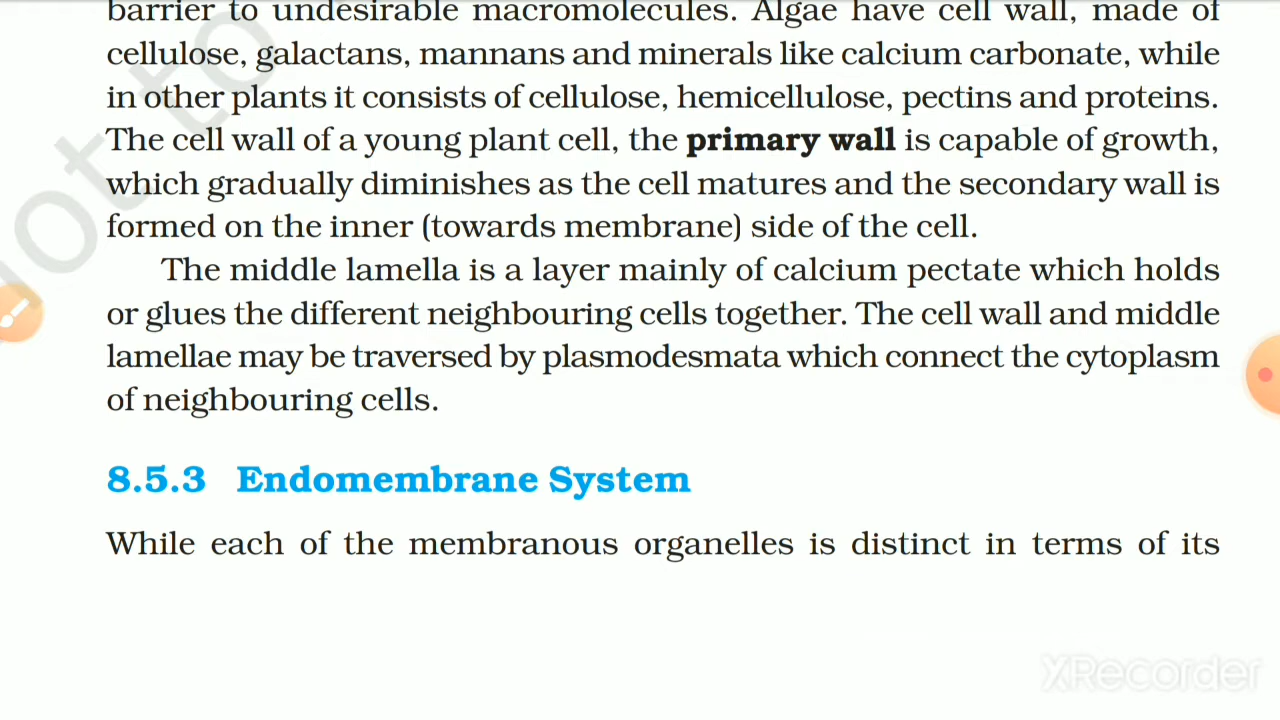 barrier to undesirable macromolecules. Algae have cell wall, made of
cellulose, galactans, mannans and minerals like calcium carbonate, while
in other plants it consists of cellulose, hemicellulose, pectins and proteins.
The cell wall of a young plant cell, the primary wall is capable of growth,
which gradually diminishes as the cell matures and the secondary wall is
formed on the inner (towards membrane) side of the cell.
The middle lamella is a layer mainly of calcium pectate which holds
or glues the different neighbouring cells together. The cell wall and middle
lamellae may be traversed by plasmodesmata which connect the cytoplasm
of neighbouring cells.
8.5.3 Endomembrane System
While each of the membranous organelles is distinct in terms of its
not to
XRecorder